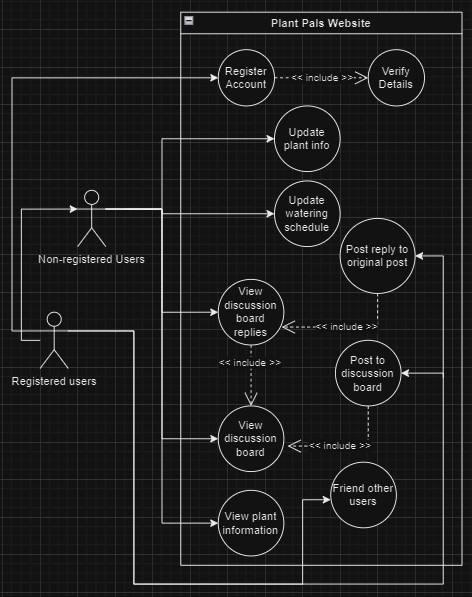 Plant Pals Website
Register
Account
<< include >>
Verify
Details
Update
plant info
Update
watering
schedule
Non-registered Users
Post reply to
original post
View
discussion
board
replies
<< include >>
Registered users
<< include >>
Post to
discussion
board
View
discussion
board
<< include >>
Friend other
users
View plant
information